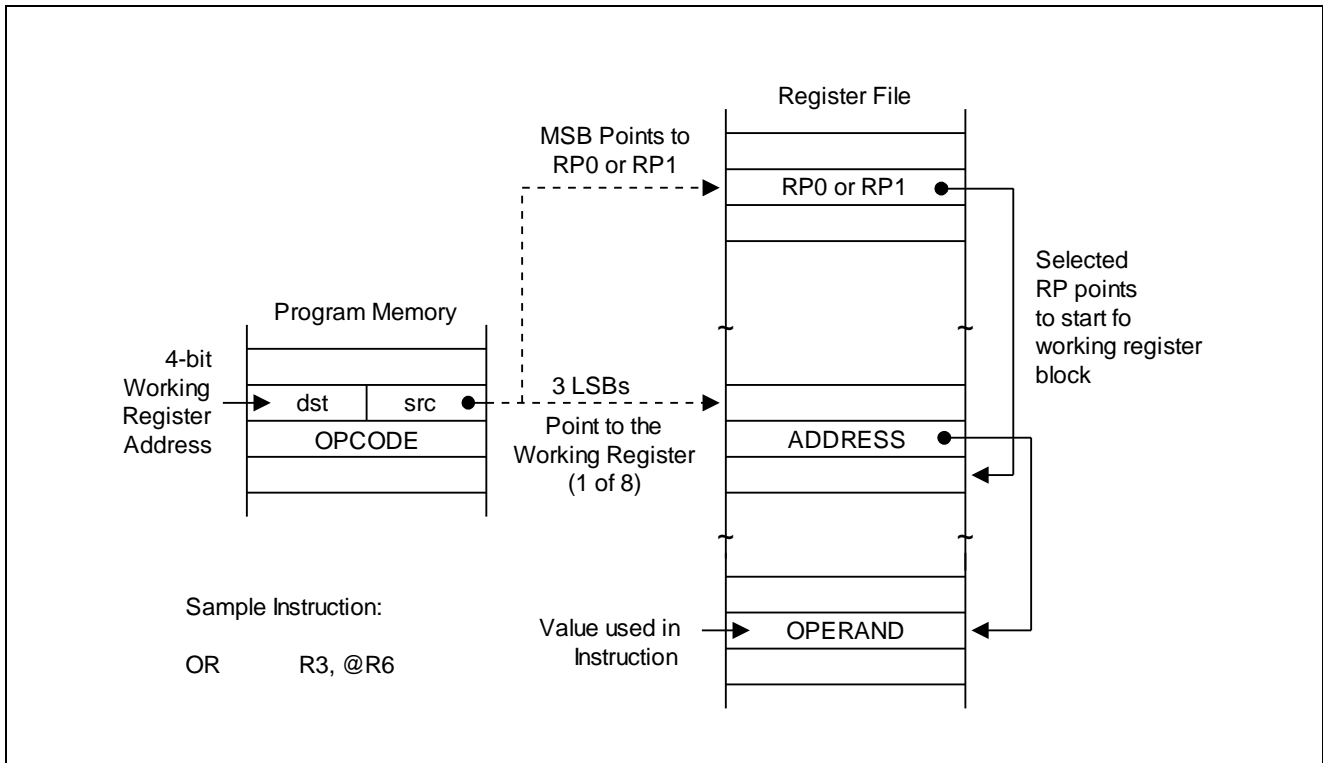 Register File
MSB Points to
RP0 or RP1
RP0 or RP1
Selected
RP points
to start fo
working register
block
Program Memory
4-bit
Working
Register
Address
dst src
OPCODE
3 LSBs
Point to the
Working Register
(1 of 8)
ADDRESS
~ ~
~ ~
Sample Instruction:
OR R3, @R6
Value used in
Instruction
OPERAND